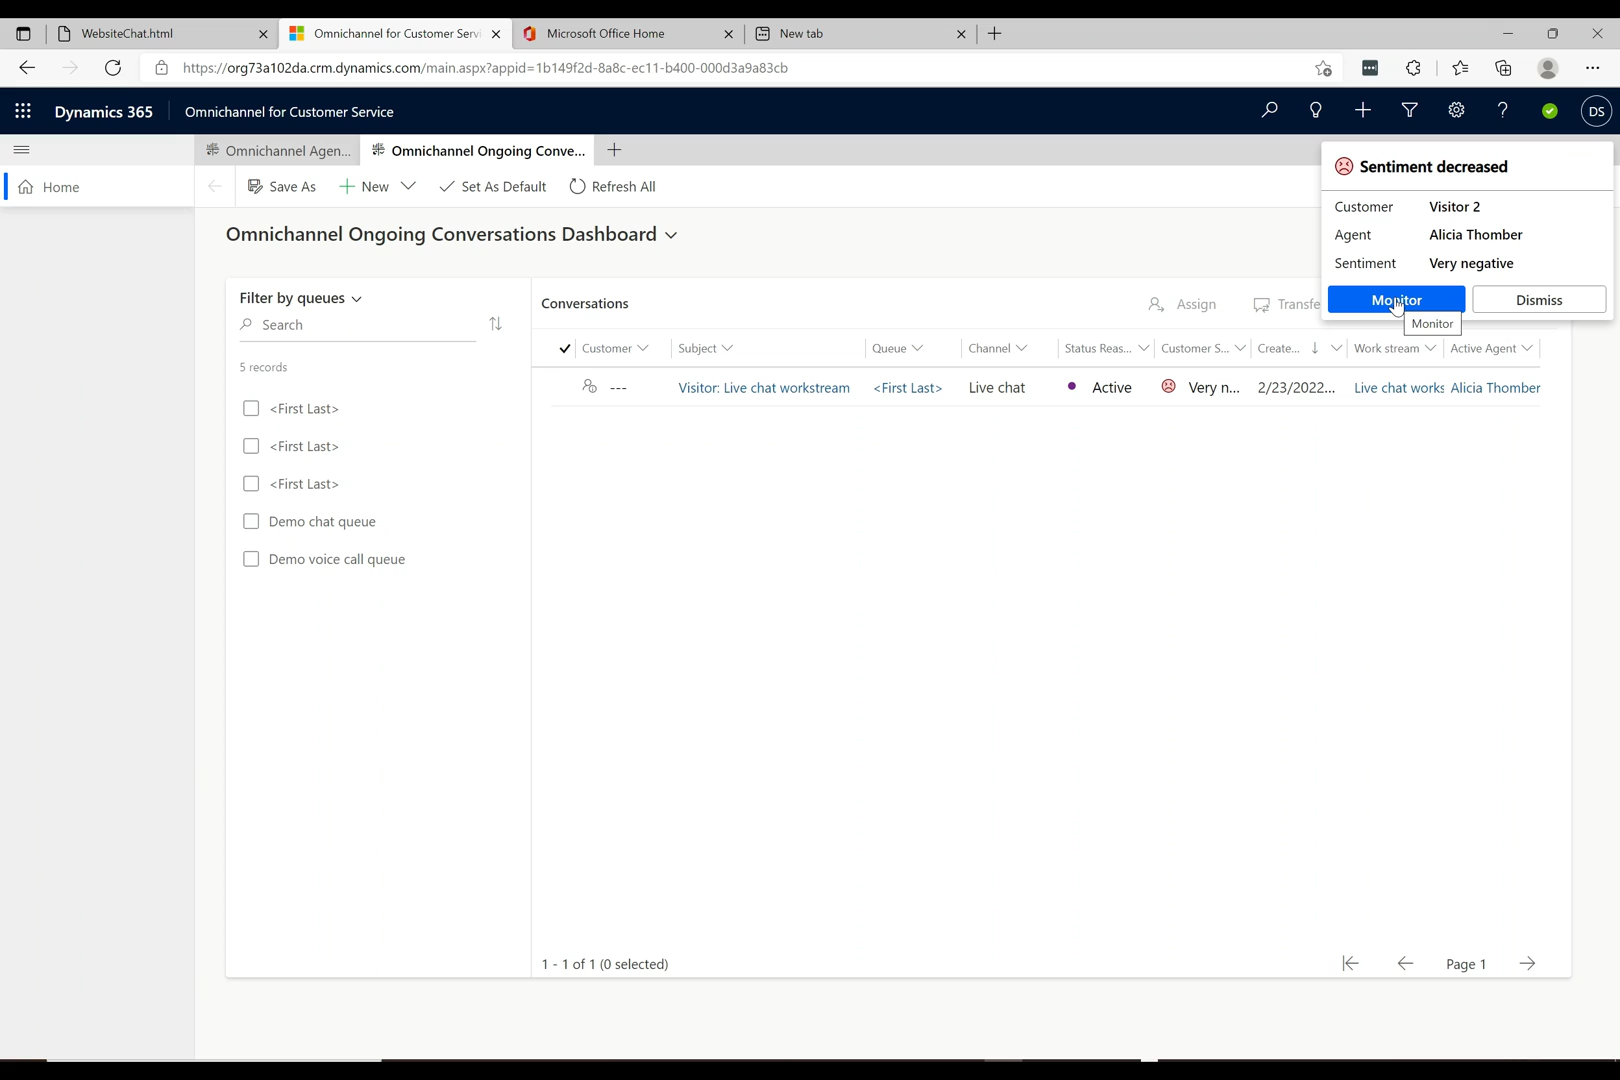 WebsiteChat.html
Omnichannel for Customer Servi
Microsoft Office Home
New tab
https://org73a102da.crm.dynamics.com/main.aspx?appid=1b149f2d-8a8c-ec11-b400-000d3a9a83cb
Dynamics 365
Omnichannel for Customer Service
DS
Omnichannel Agen...
Omnichannel Ongoing Conve...
Home
Save As
New
Set As Default
Refresh All
Sentiment decreased
Customer Visitor 2
Agent Alicia Thomber
Sentiment Very negative
Monitor
Dismiss
Monitor
Omnichannel Ongoing Conversations Dashboard
Filter by queues
Search
5 records
<First Last>
<First Last>
<First Last>
Demo chat queue
Demo voice call queue
Conversations
Assign
Transfe
Customer Subject Queue Channel Status Reas... Customer S... Create... Work stream Active Agent
--- Visitor: Live chat workstream <First Last> Live chat Active Very n... 2/23/2022... Live chat works Alicia Thomber
1 - 1 of 1 (0 selected)
Page 1